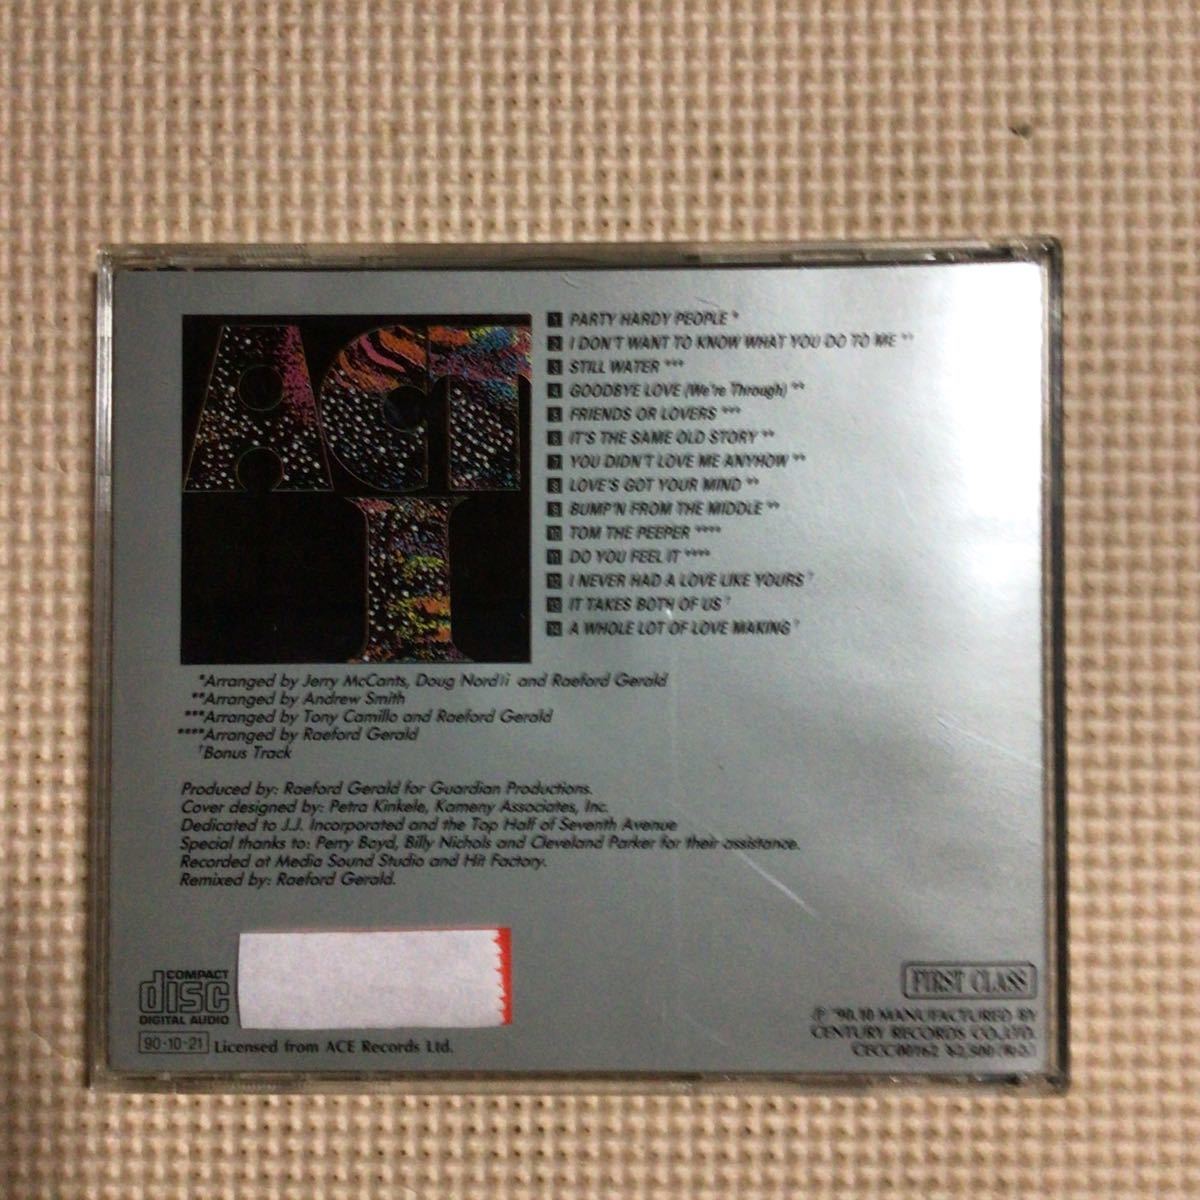 ACT
I
1 PARTY HARDY PEOPLE *
2 I DON'T WANT TO KNOW WHAT YOU DO TO ME **
3 STILL WATER ***
4 GOODBYE LOVE (We're Through) **
5 FRIENDS OR LOVERS ***
6 IT'S THE SAME OLD STORY **
7 YOU DIDN'T LOVE ME ANYHOW **
8 LOVE'S GOT YOUR MIND **
9 BUMP'N FROM THE MIDDLE **
10 TOM THE PEEPER ****
11 DO YOU FEEL IT ****
12 I NEVER HAD A LOVE LIKE YOURS †
13 IT TAKES BOTH OF US †
14 A WHOLE LOT OF LOVE MAKING †
*Arranged by Jerry McCants, Doug Nordli and Raeford Gerald
**Arranged by Andrew Smith
***Arranged by Tony Camillo and Raeford Gerald
****Arranged by Raeford Gerald
†Bonus Track
Produced by: Raeford Gerald for Guardian Productions.
Cover designed by: Petra Kinkele, Kameny Associates, Inc.
Dedicated to J.J. Incorporated and the Top Half of Seventh Avenue
Special thanks to: Perry Boyd, Billy Nichols and Cleveland Parker for their assistance.
Recorded at Media Sound Studio and Hit Factory.
Remixed by: Raeford Gerald.
COMPACT
disc
DIGITAL AUDIO
90·10·21 Licensed from ACE Records Ltd.
FIRST CLASS
Ⓟ '90.10 MANUFACTURED BY
CENTURY RECORDS CO.,LTD.
CECC00162 ¥2,500